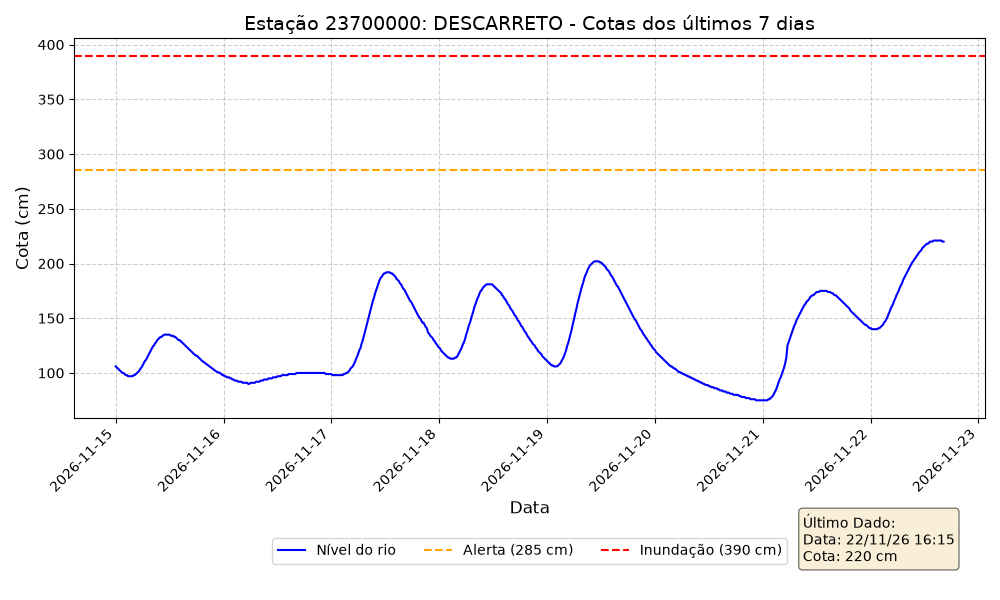 Estação 23700000: DESCARRETO - Cotas dos últimos 7 dias
Cota (cm)
400
350
300
250
200
150
100
2026-11-15
2026-11-16
2026-11-17
2026-11-18
2026-11-19
2026-11-20
2026-11-21
2026-11-22
2026-11-23
Data
Nível do rio
Alerta (285 cm)
Inundação (390 cm)
Último Dado:
Data: 22/11/26 16:15
Cota: 220 cm